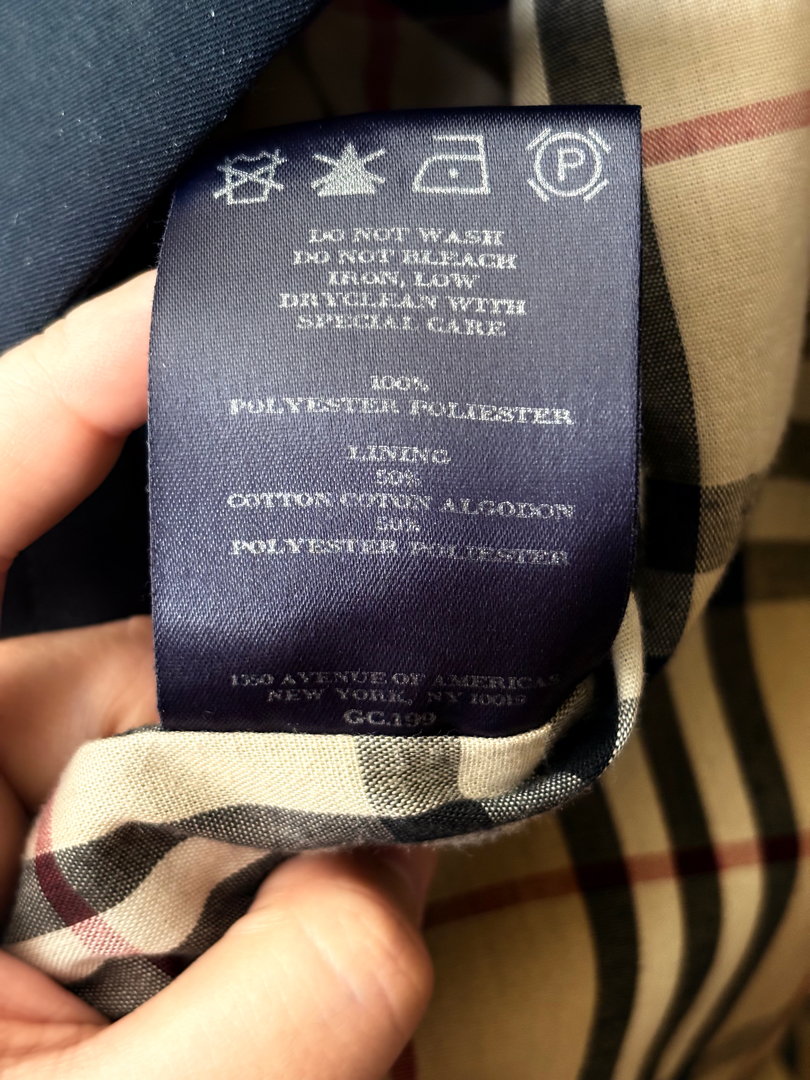 P
DO NOT WASH
DO NOT BLEACH
IRON, LOW
DRYCLEAN WITH
SPECIAL CARE
100%
POLYESTER POLIESTER
LINING
50%
COTTON COTON ALGODON
50%
POLYESTER POLIESTER
1350 AVENUE OF AMERICAS
NEW YORK, NY 10019
GC.199